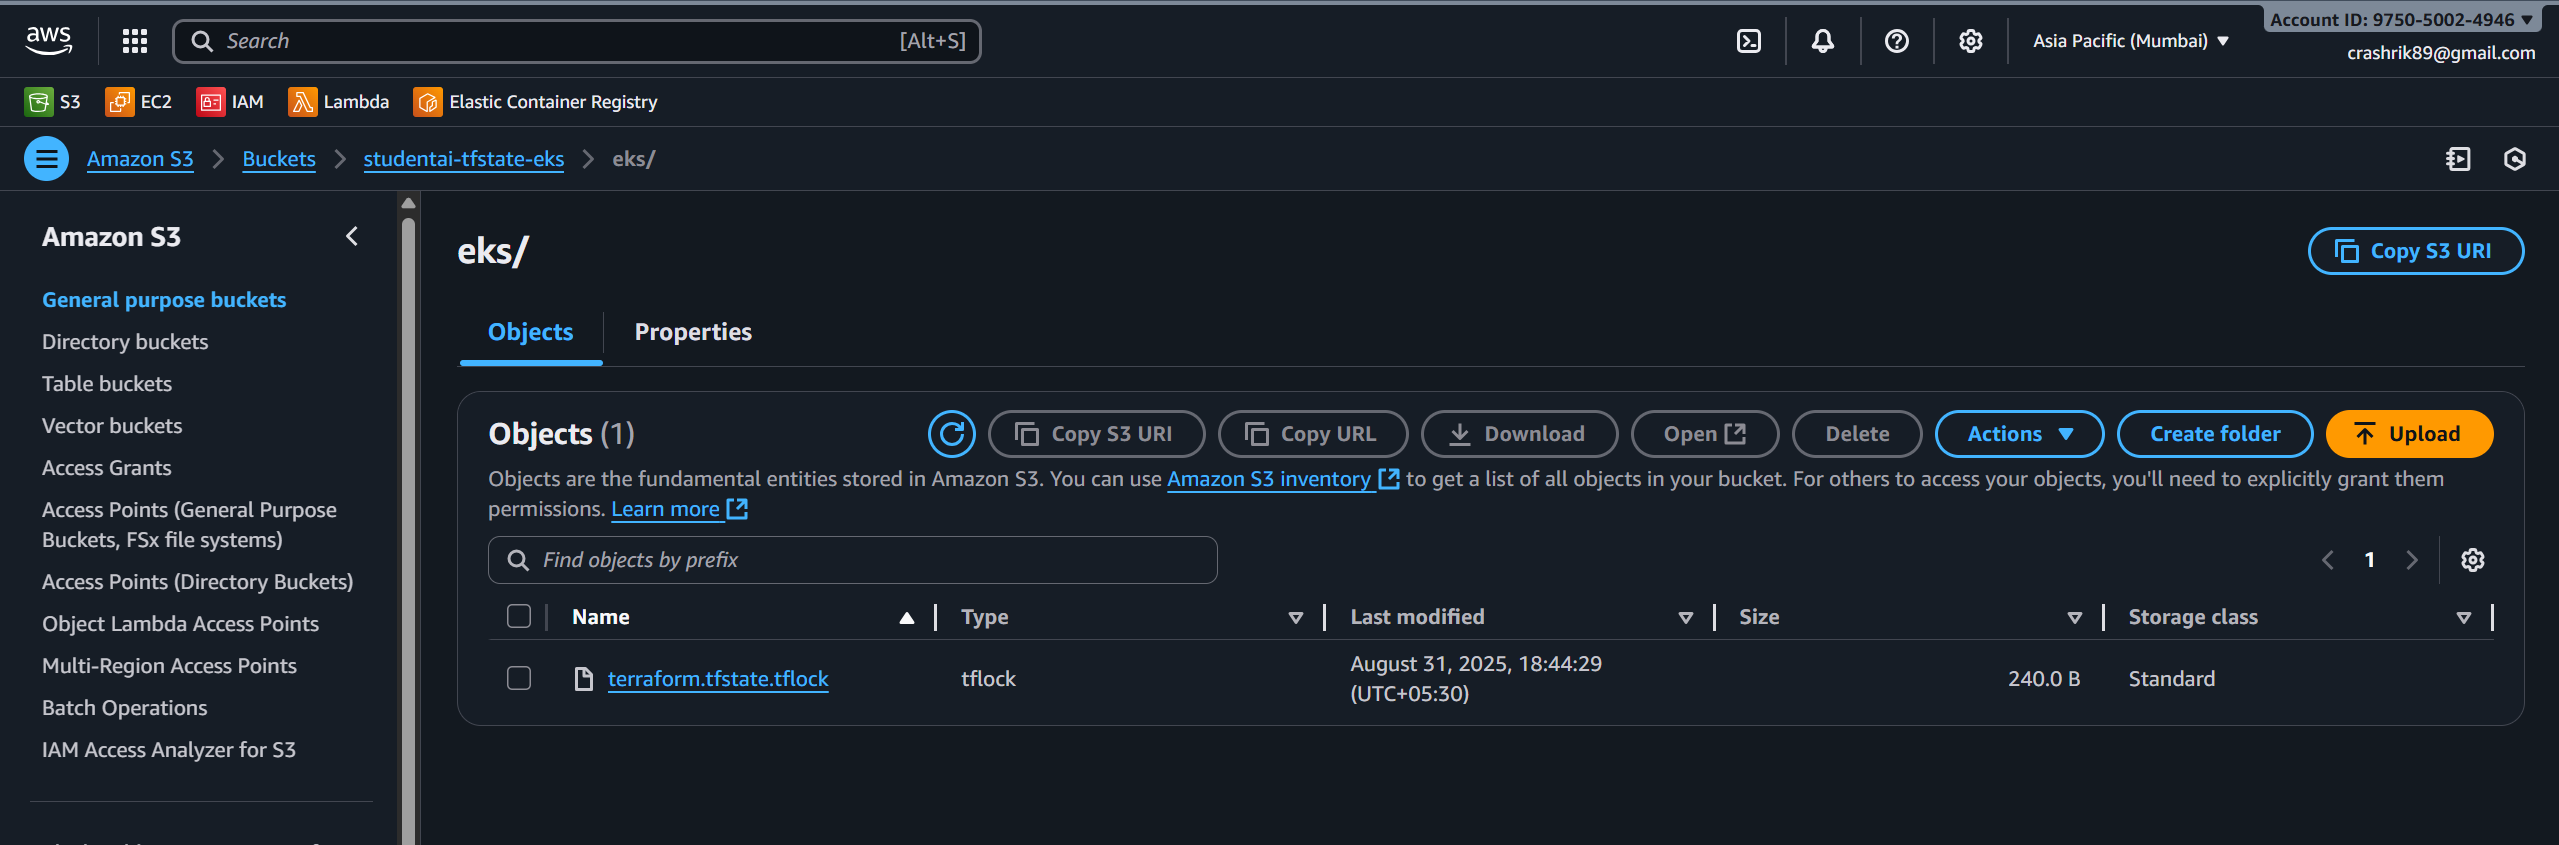 aws
Search
[Alt+S]
Asia Pacific (Mumbai)
Account ID: 9750-5002-4946
crashrik89@gmail.com
S3
EC2
IAM
Lambda
Elastic Container Registry
Amazon S3
Buckets
studentai-tfstate-eks
eks/
Amazon S3
General purpose buckets
Directory buckets
Table buckets
Vector buckets
Access Grants
Access Points (General Purpose
Buckets, FSx file systems)
Access Points (Directory Buckets)
Object Lambda Access Points
Multi-Region Access Points
Batch Operations
IAM Access Analyzer for S3
eks/
Copy S3 URI
Objects
Properties
Objects (1)
Copy S3 URI
Copy URL
Download
Open
Delete
Actions
Create folder
Upload
Objects are the fundamental entities stored in Amazon S3. You can use Amazon S3 inventory to get a list of all objects in your bucket. For others to access your objects, you'll need to explicitly grant them
permissions. Learn more
Find objects by prefix
1
Name
Type
Last modified
Size
Storage class
terraform.tfstate.tflock
tflock
August 31, 2025, 18:44:29
(UTC+05:30)
240.0 B
Standard